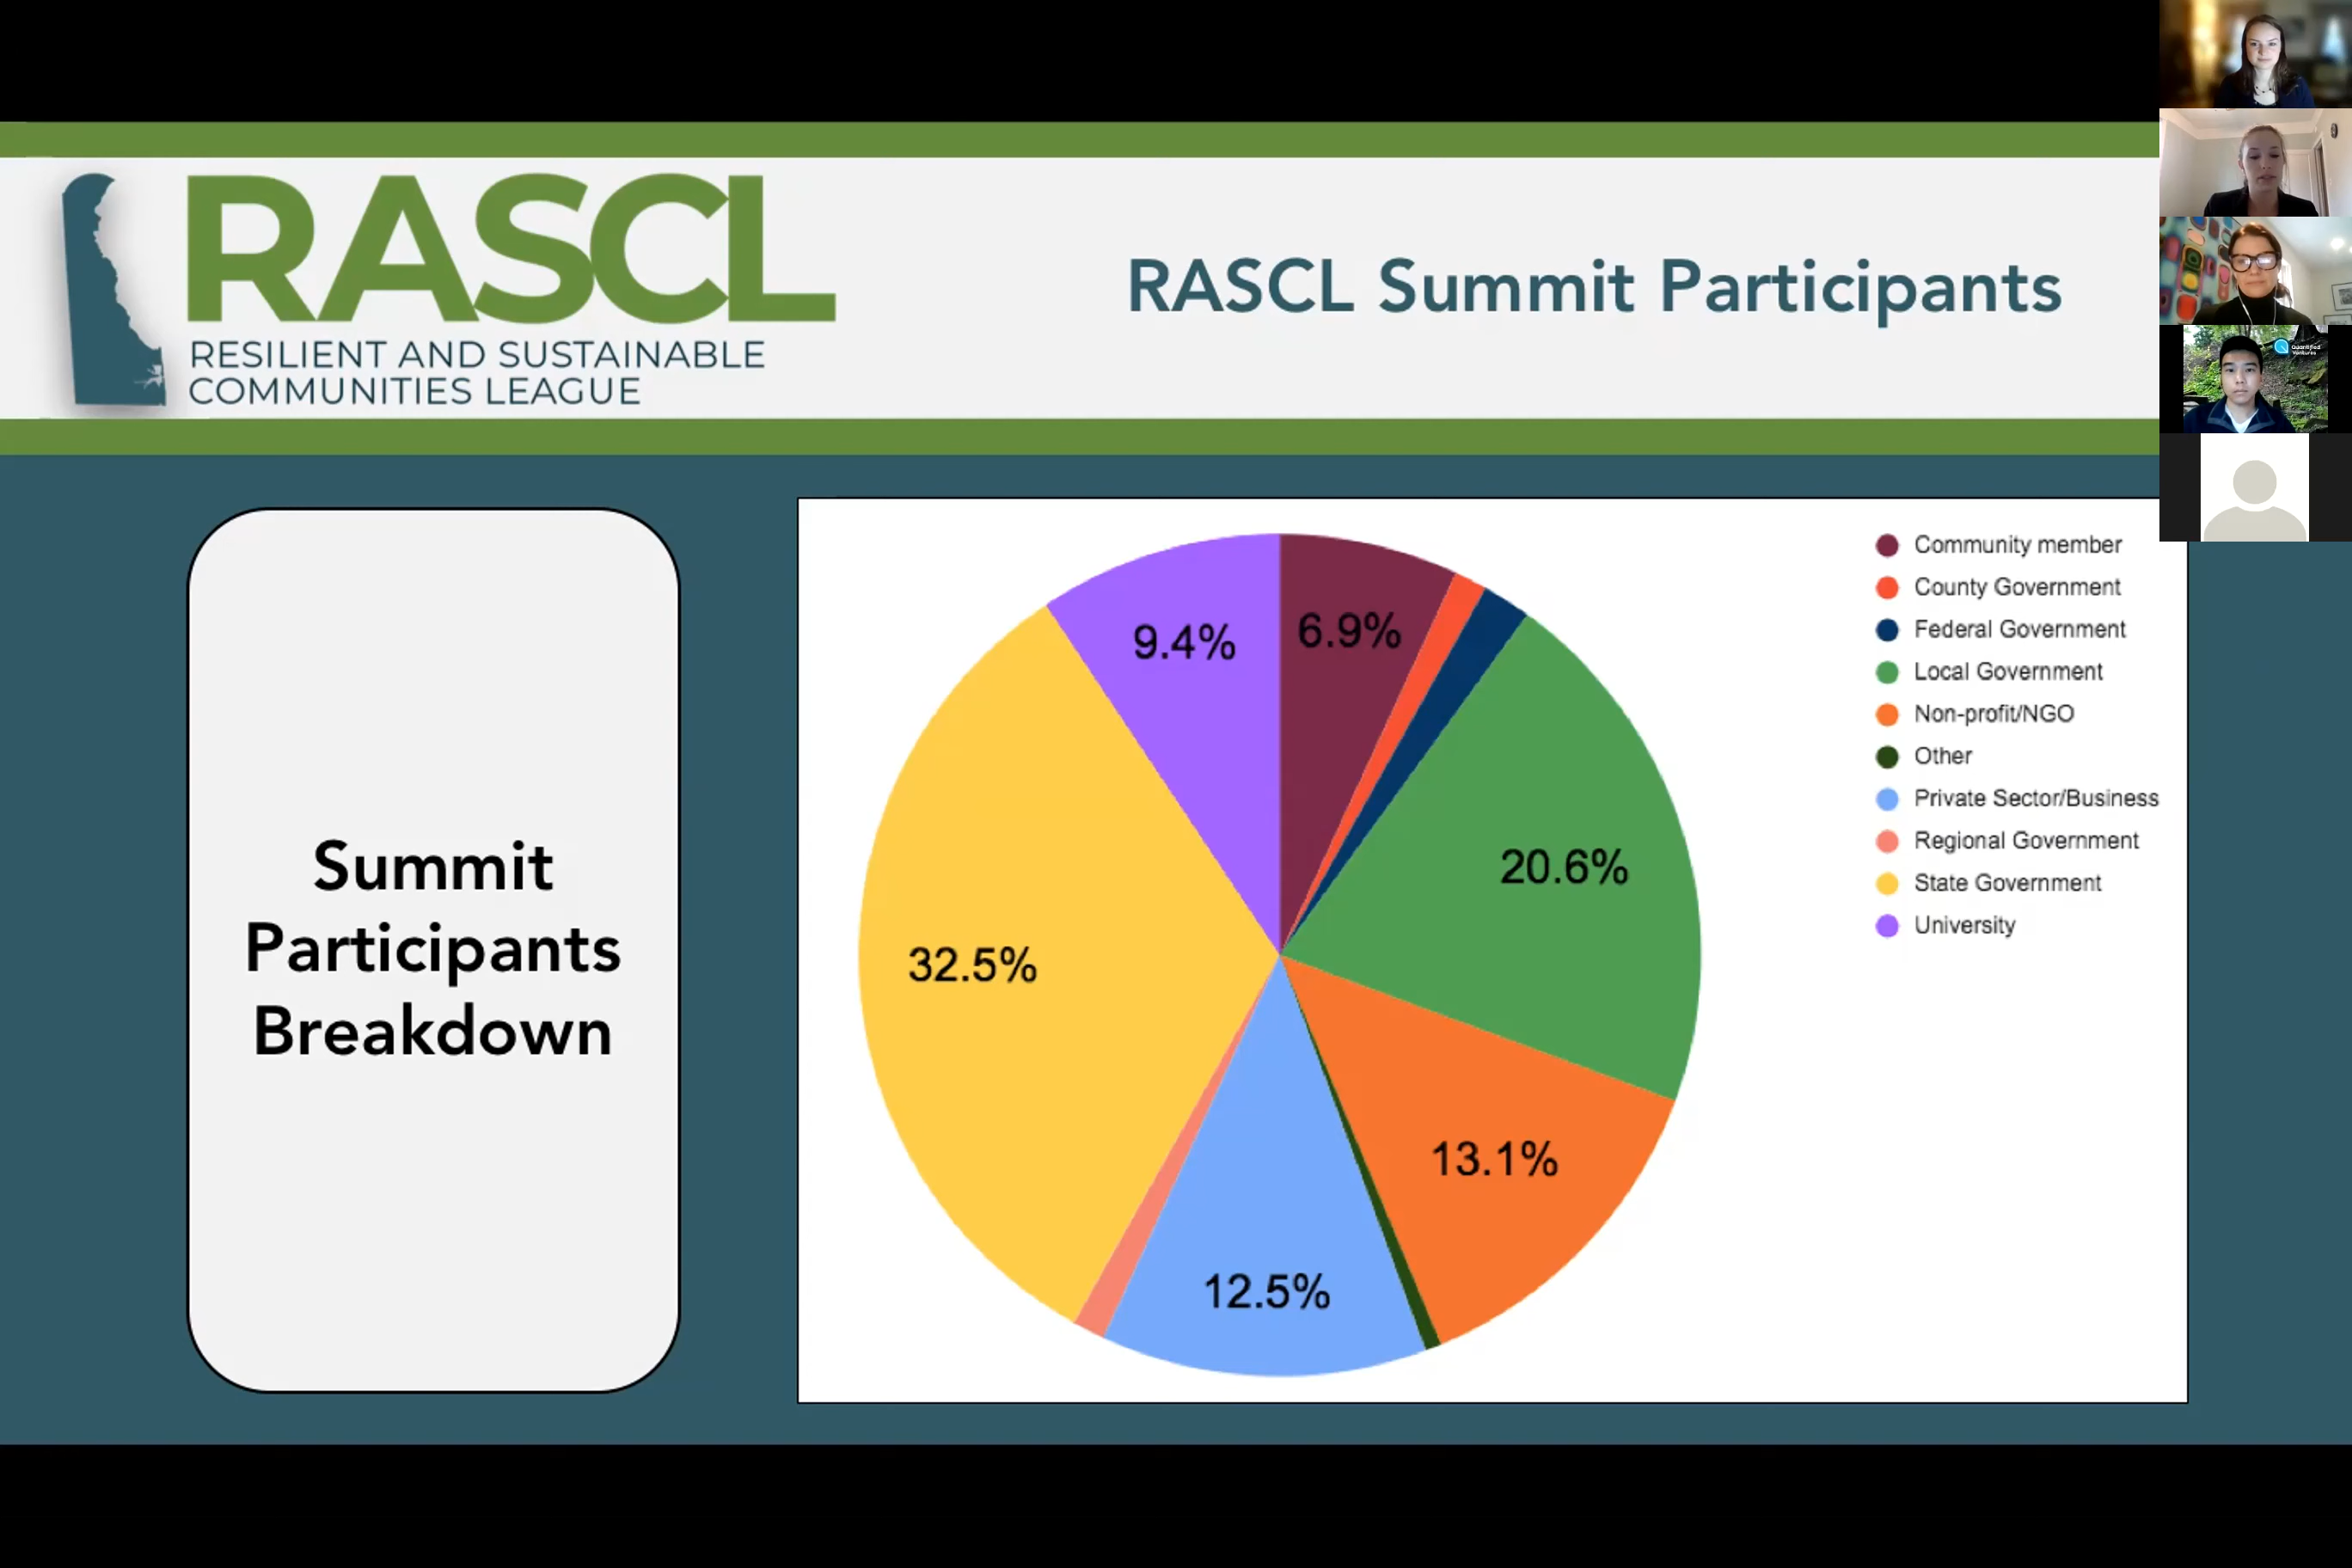 RASCL
RESILIENT AND SUSTAINABLE
COMMUNITIES LEAGUE
RASCL Summit Participants
Quantified
Ventures
Summit
Participants
Breakdown
9.4%
6.9%
20.6%
32.5%
13.1%
12.5%
Community member
County Government
Federal Government
Local Government
Non-profit/NGO
Other
Private Sector/Business
Regional Government
State Government
University